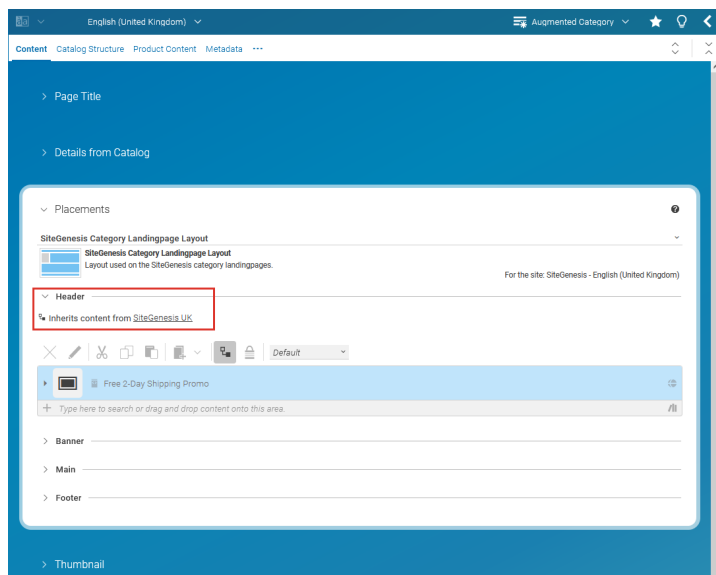 English (United Kingdom)
Augmented Category
Content Catalog Structure Product Content Metadata ...
Page Title
Details from Catalog
Placements
SiteGenesis Category Landingpage Layout
SiteGenesis Category Landingpage Layout
Layout used on the SiteGenesis category landingpages.
For the site: SiteGenesis - English (United Kingdom)
Header
Inherits content from SiteGenesis UK
Default
Free 2-Day Shipping Promo
Type here to search or drag and drop content onto this area.
Banner
Main
Footer
Thumbnail